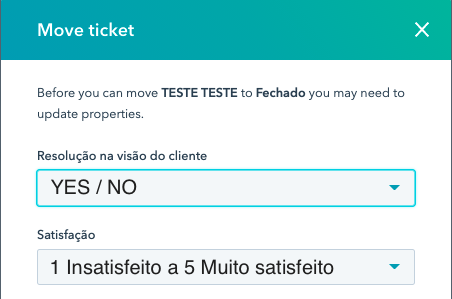 Move ticket
Before you can move TESTE TESTE to Fechado you may need to
update properties.
Resolução na visão do cliente
YES / NO
Satisfação
1 Insatisfeito a 5 Muito satisfeito